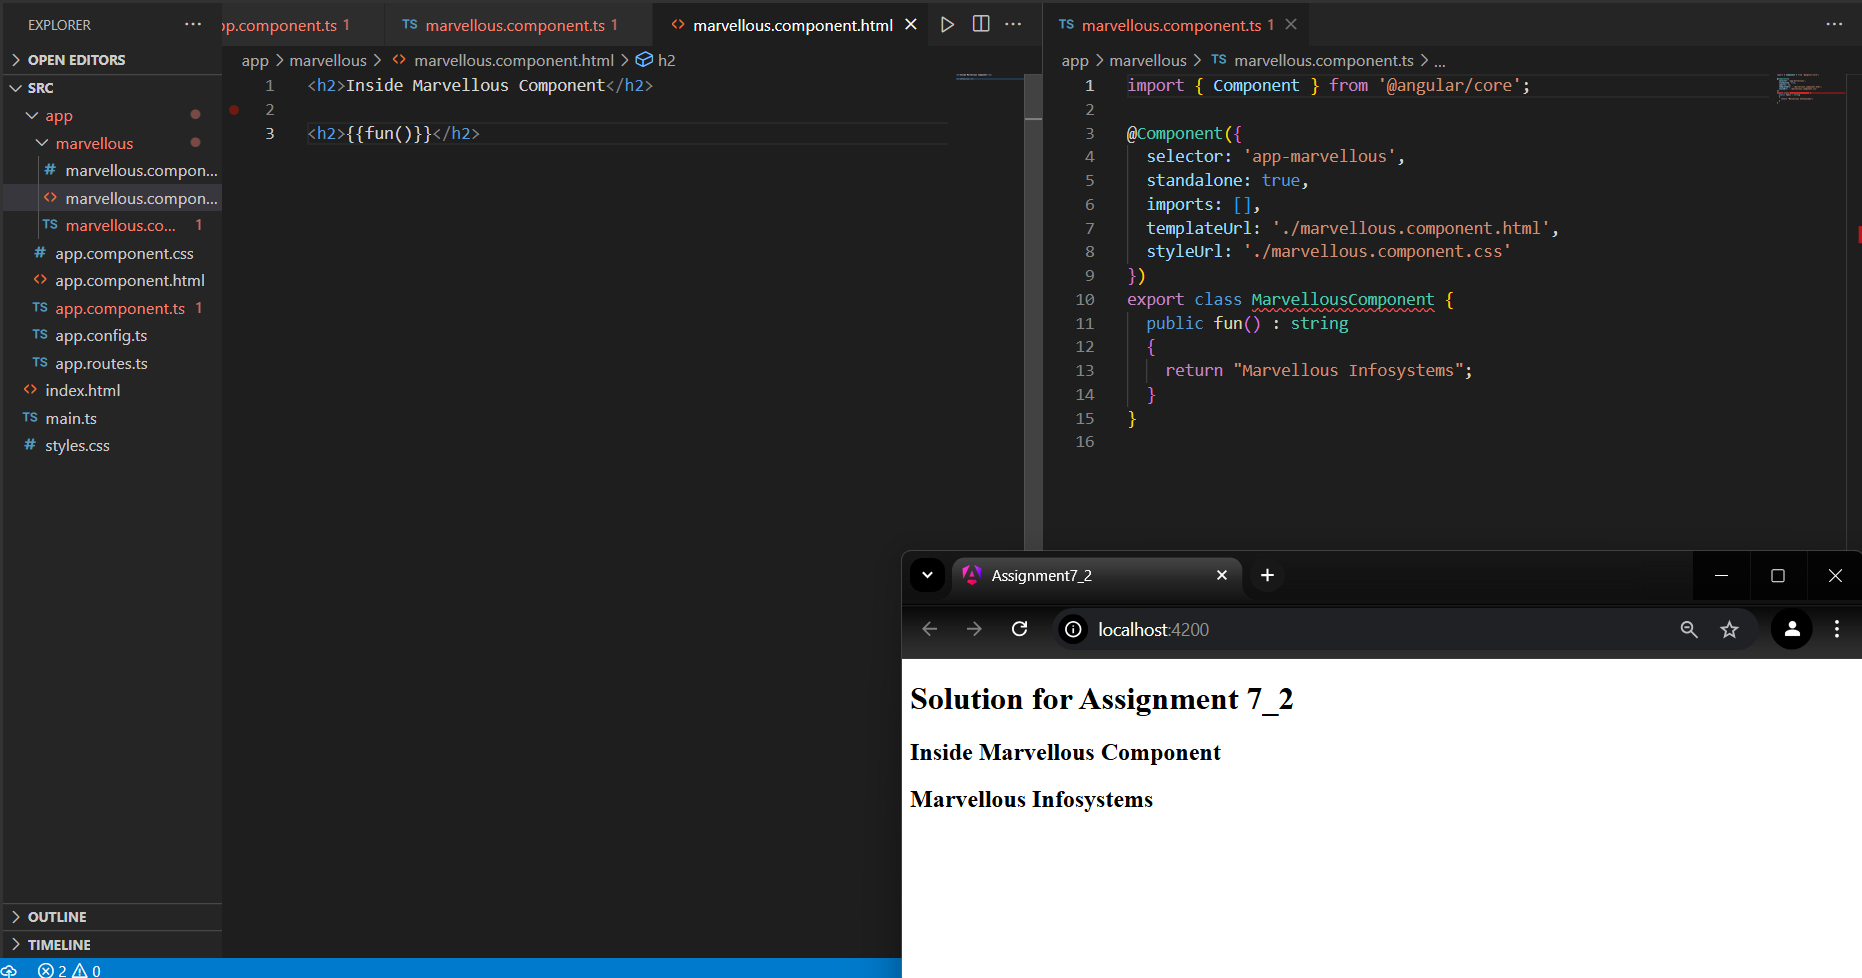 EXPLORER
OPEN EDITORS
SRC
app
marvellous
# marvellous.compon...
<> marvellous.compon...
TS marvellous.co... 1
# app.component.css
<> app.component.html
TS app.component.ts 1
TS app.config.ts
TS app.routes.ts
<> index.html
TS main.ts
# styles.css
OUTLINE
TIMELINE
2 0
pp.component.ts 1
TS marvellous.component.ts 1
<> marvellous.component.html
app > marvellous > <> marvellous.component.html > h2
1 <h2>Inside Marvellous Component</h2>
2
3 <h2>{{fun()}}</h2>
TS marvellous.component.ts 1
app > marvellous > TS marvellous.component.ts > ...
1 import { Component } from '@angular/core';
2
3 @Component({
4 selector: 'app-marvellous',
5 standalone: true,
6 imports: [],
7 templateUrl: './marvellous.component.html',
8 styleUrl: './marvellous.component.css'
9 })
10 export class MarvellousComponent {
11 public fun() : string
12 {
13 return "Marvellous Infosystems";
14 }
15 }
16
Assignment7_2
localhost:4200
Solution for Assignment 7_2
Inside Marvellous Component
Marvellous Infosystems